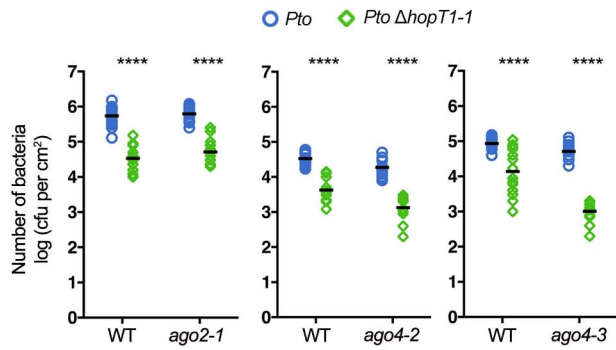 Pto Pto ΔhopT1-1
**** **** **** **** **** ****
Number of bacteria
log (cfu per cm²)
7 7 7
6 6 6
5 5 5
4 4 4
3 3 3
2 2 2
1 1 1
0 0 0
WT ago2-1 WT ago4-2 WT ago4-3